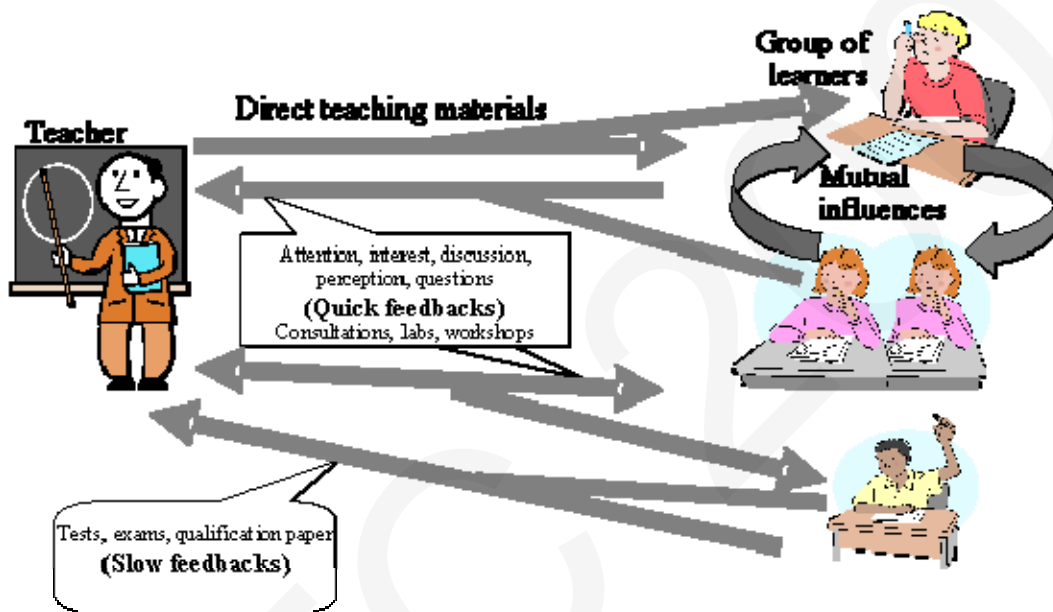 Group of
learners
Direct teaching materials
Teacher
Mutual
influences
Attention, interest, discussion,
perception, questions
(Quick feedbacks)
Consultations, labs, workshops
Tests, exams, qualification paper
(Slow feedbacks)